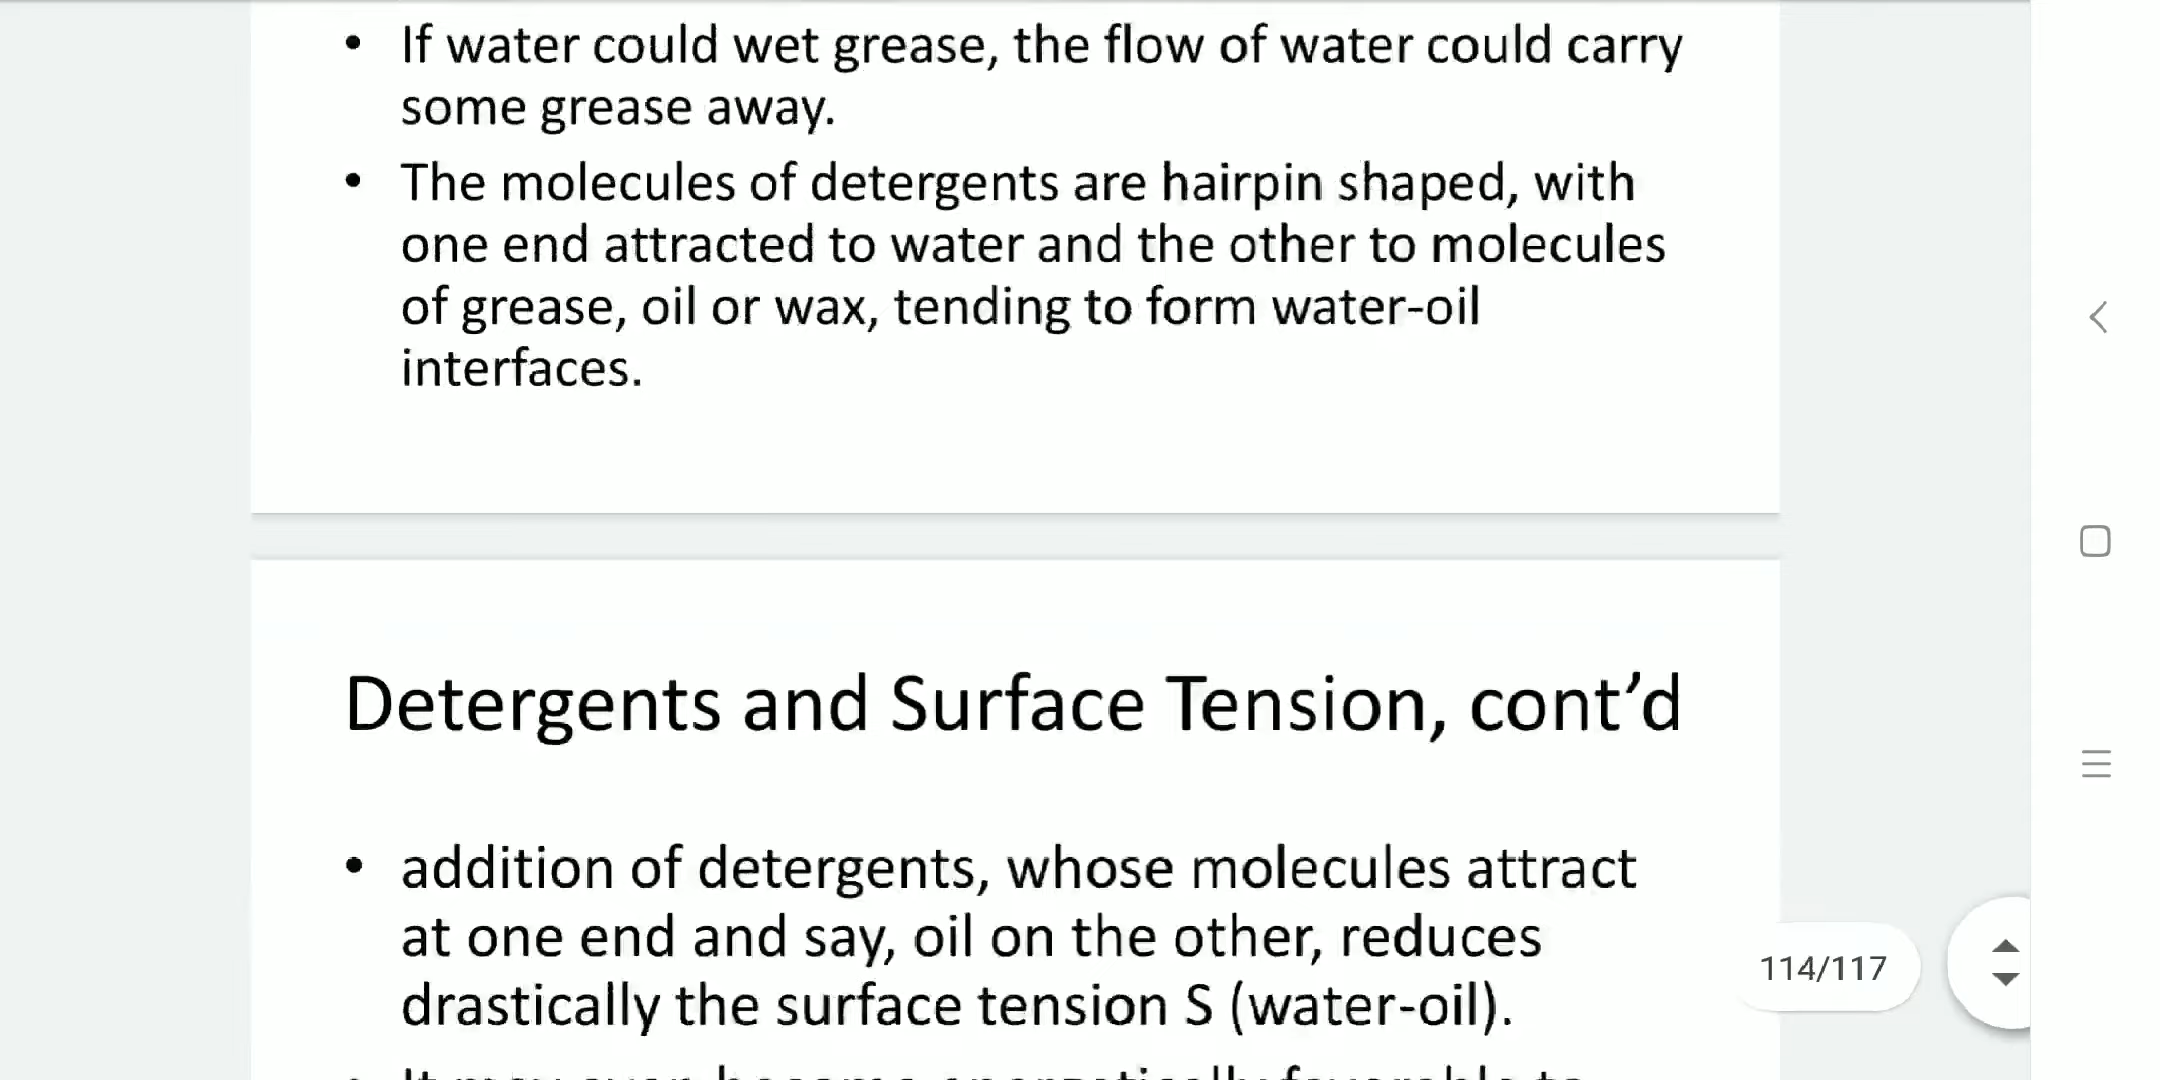 • If water could wet grease, the flow of water could carry
some grease away.
• The molecules of detergents are hairpin shaped, with
one end attracted to water and the other to molecules
of grease, oil or wax, tending to form water-oil
interfaces.
Detergents and Surface Tension, cont’d
• addition of detergents, whose molecules attract
at one end and say, oil on the other, reduces
drastically the surface tension S (water-oil).
114/117